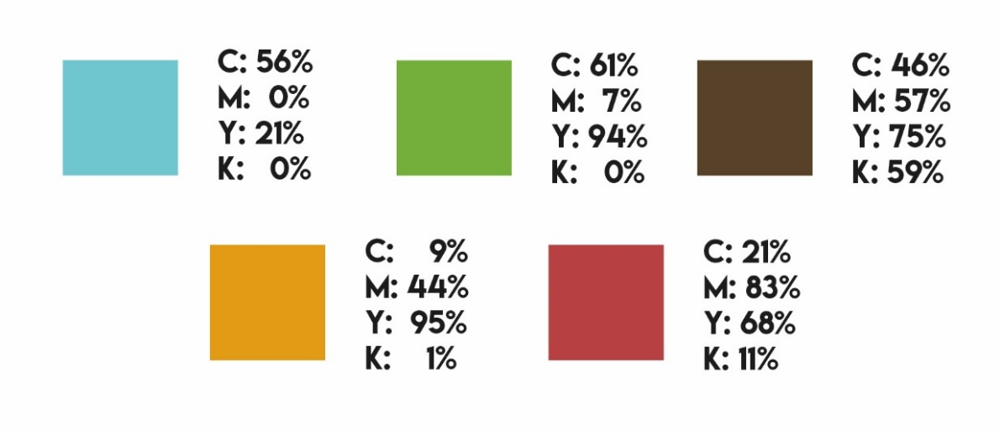 C: 56%
M: 0%
Y: 21%
K: 0%
C: 61%
M: 7%
Y: 94%
K: 0%
C: 46%
M: 57%
Y: 75%
K: 59%
C: 9%
M: 44%
Y: 95%
K: 1%
C: 21%
M: 83%
Y: 68%
K: 11%